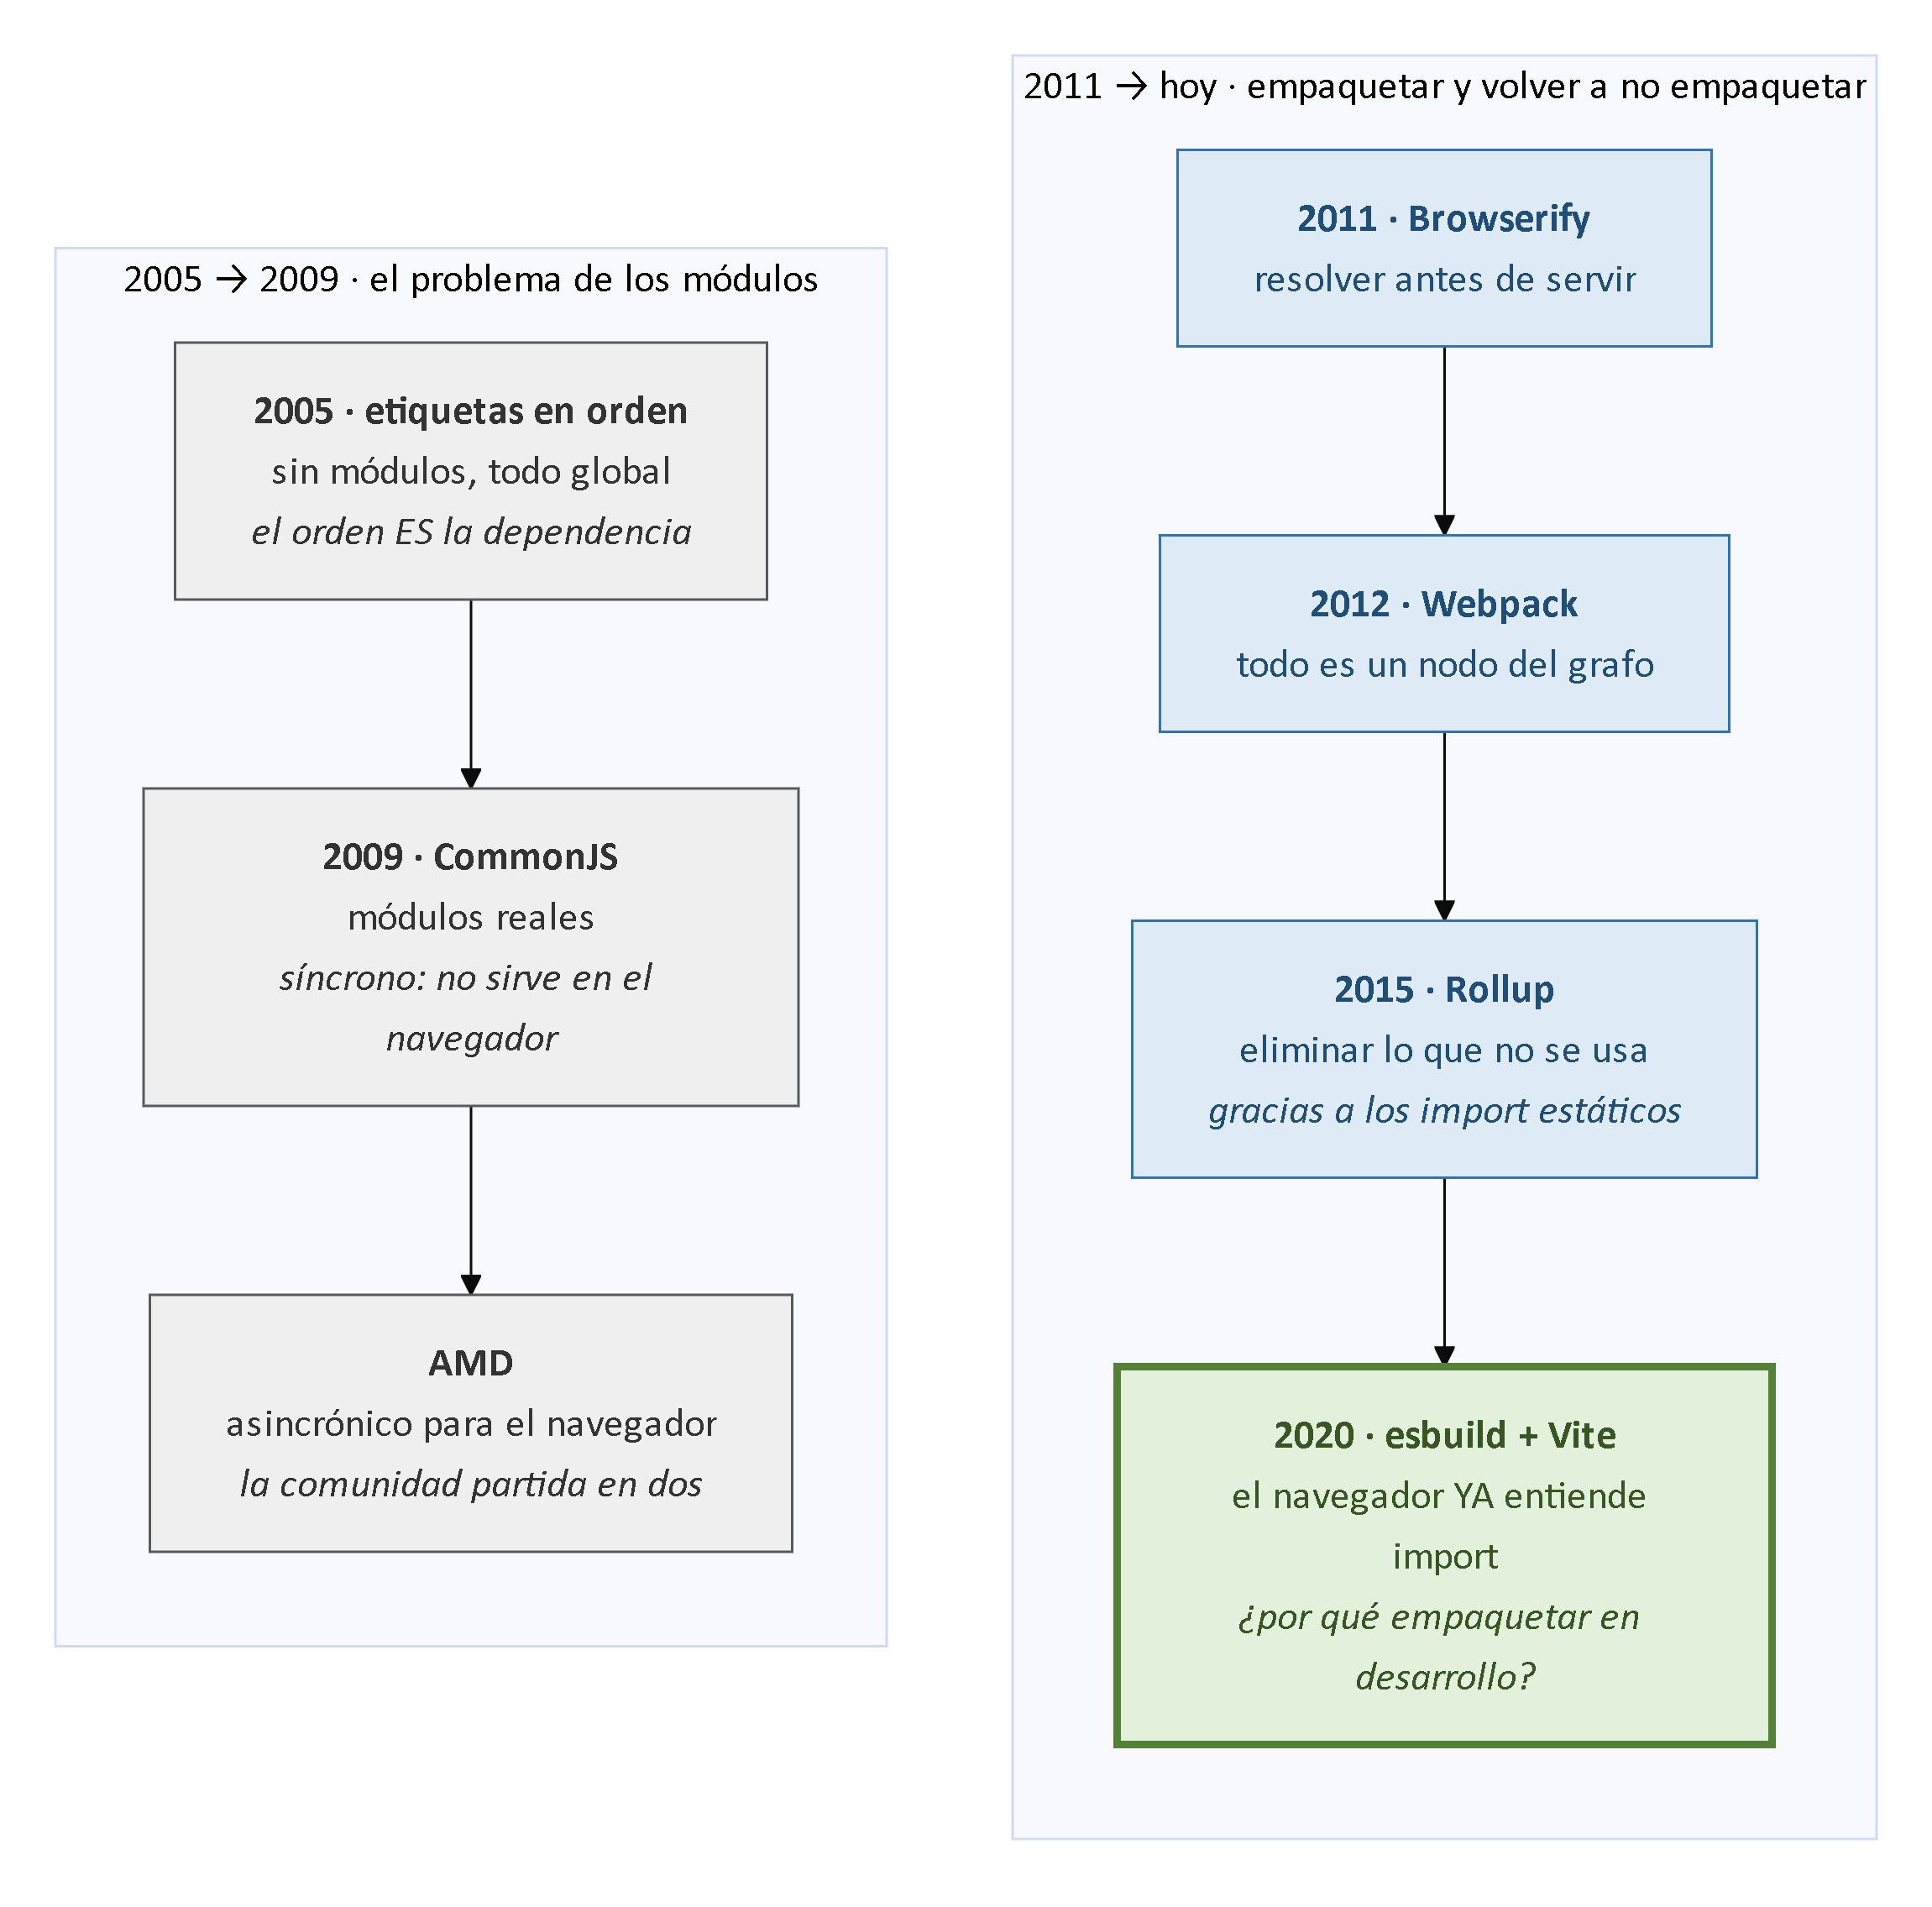 2005 → 2009 · el problema de los módulos
2005 · etiquetas en orden
sin módulos, todo global
el orden ES la dependencia
2009 · CommonJS
módulos reales
síncrono: no sirve en el
navegador
AMD
asincrónico para el navegador
la comunidad partida en dos
2011 → hoy · empaquetar y volver a no empaquetar
2011 · Browserify
resolver antes de servir
2012 · Webpack
todo es un nodo del grafo
2015 · Rollup
eliminar lo que no se usa
gracias a los import estáticos
2020 · esbuild + Vite
el navegador YA entiende
import
¿por qué empaquetar en
desarrollo?